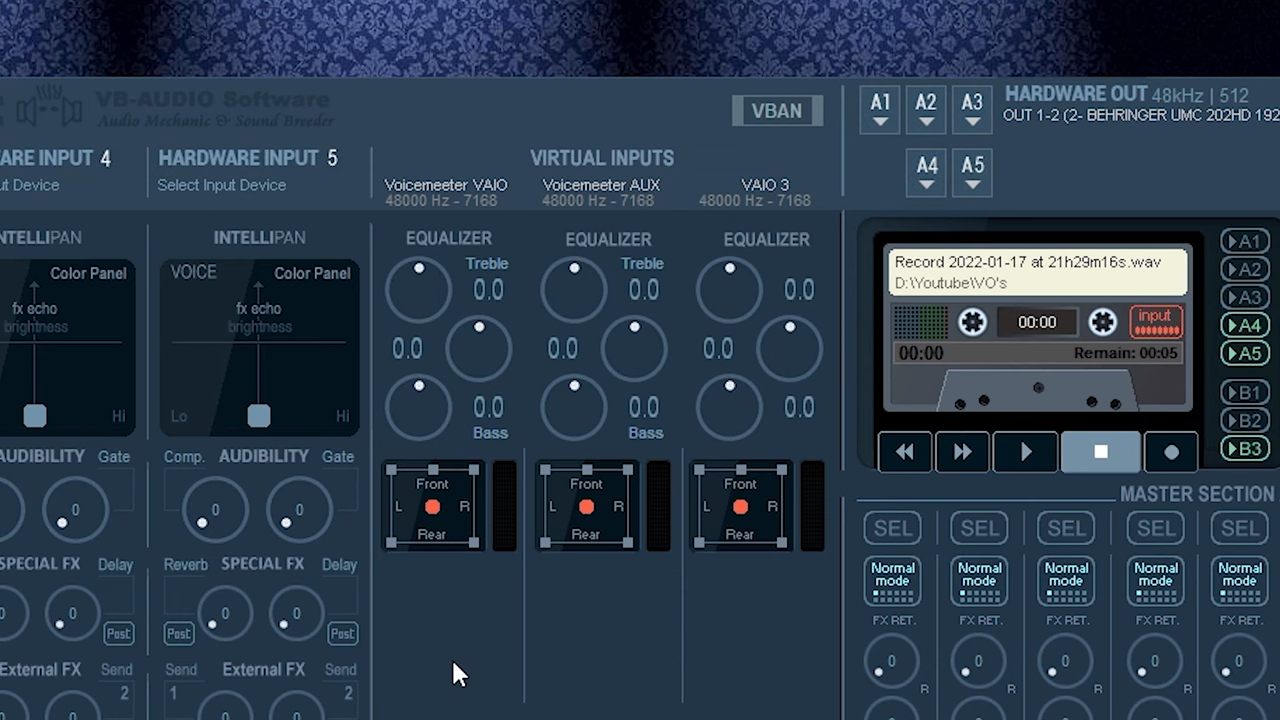 VB-AUDIO Software
Audio Mechanic & Sound Breeder
VBAN
A1 A2 A3
A4 A5
HARDWARE OUT 48kHz | 512
OUT 1-2 (2- BEHRINGER UMC 202HD 192
ARE INPUT 4
ut Device
HARDWARE INPUT 5
Select Input Device
VIRTUAL INPUTS
Voicemeeter VAIO
48000 Hz - 7168
Voicemeeter AUX
48000 Hz - 7168
VAIO 3
48000 Hz - 7168
NTELLIPAN
Color Panel
fx echo
brightness
Hi
INTELLIPAN
VOICE Color Panel
fx echo
brightness
Lo Hi
EQUALIZER
Treble
0.0
0.0
0.0
Bass
EQUALIZER
Treble
0.0
0.0
0.0
Bass
EQUALIZER
0.0
0.0
0.0
Record 2022-01-17 at 21h29m16s.wav
D:\Youtube\VO's
00:00
input
00:00 Remain: 00:05
A1
A2
A3
A4
A5
B1
B2
B3
AUDIBILITY Gate
0
Comp. AUDIBILITY Gate
0 0
Front
L R
Rear
Front
L R
Rear
Front
L R
Rear
SPECIAL FX Delay
0 0
Post
Reverb SPECIAL FX Delay
0 0
Post Post
External FX Send
2
0
Send External FX Send
1 2
0 0
MASTER SECTION
SEL SEL SEL SEL SEL
Normal mode
Normal mode
Normal mode
Normal mode
Normal mode
FX RET. FX RET. FX RET. FX RET. FX RET.
0 0 0 0 0
R R R R R